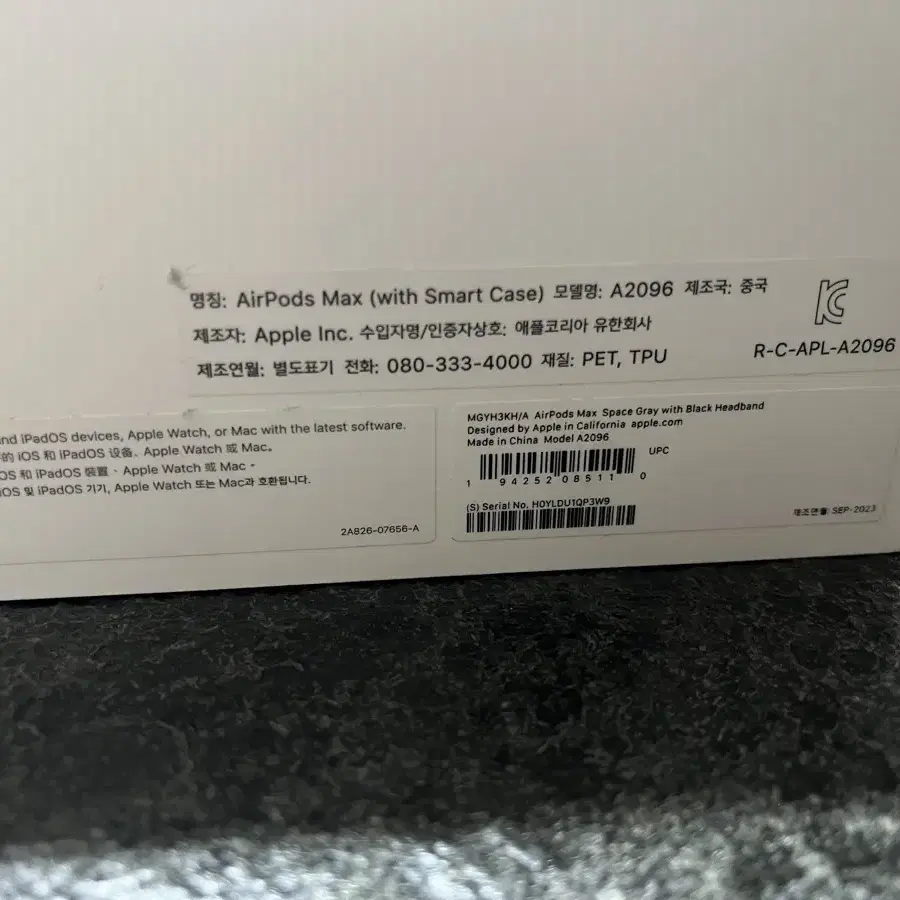 명칭: AirPods Max (with Smart Case) 모델명: A2096 제조국: 중국
제조자: Apple Inc. 수입자명/인증자상호: 애플코리아 유한회사
제조연월: 별도표기 전화: 080-333-4000 재질: PET, TPU
R-C-APL-A2096
nd iPadOS devices, Apple Watch, or Mac with the latest software.
的 iOS 和 iPadOS 设备、Apple Watch 或 Mac。
OS 和 iPadOS 裝置、Apple Watch 或 Mac。
iOS 및 iPadOS 기기, Apple Watch 또는 Mac과 호환됩니다.
2A826-07656-A
MGYH3KH/A AirPods Max Space Gray with Black Headband
Designed by Apple in California apple.com
Made in China Model A2096
UPC
1 94252 08511 0
(S) Serial No. H0YLDU1QP3W9
제조연월: SEP-2023